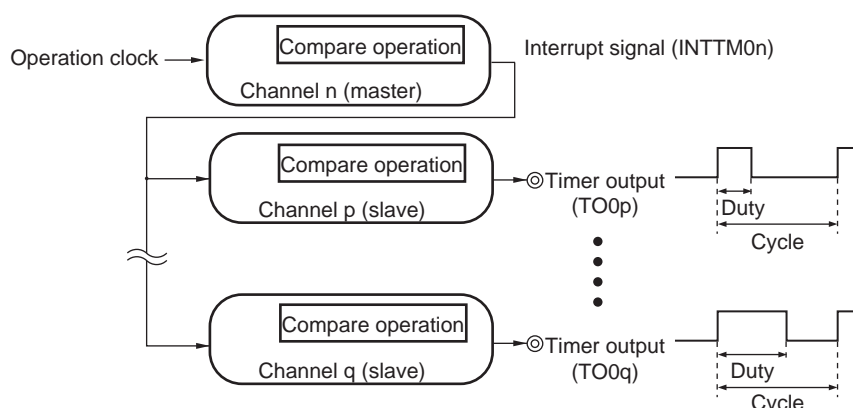 Compare operation
Operation clock
Interrupt signal (INTTM0n)
Channel n (master)
Compare operation
Timer output
(TO0p)
Channel p (slave)
Duty
Cycle
Compare operation
Timer output
(TO0q)
Channel q (slave)
Duty
Cycle